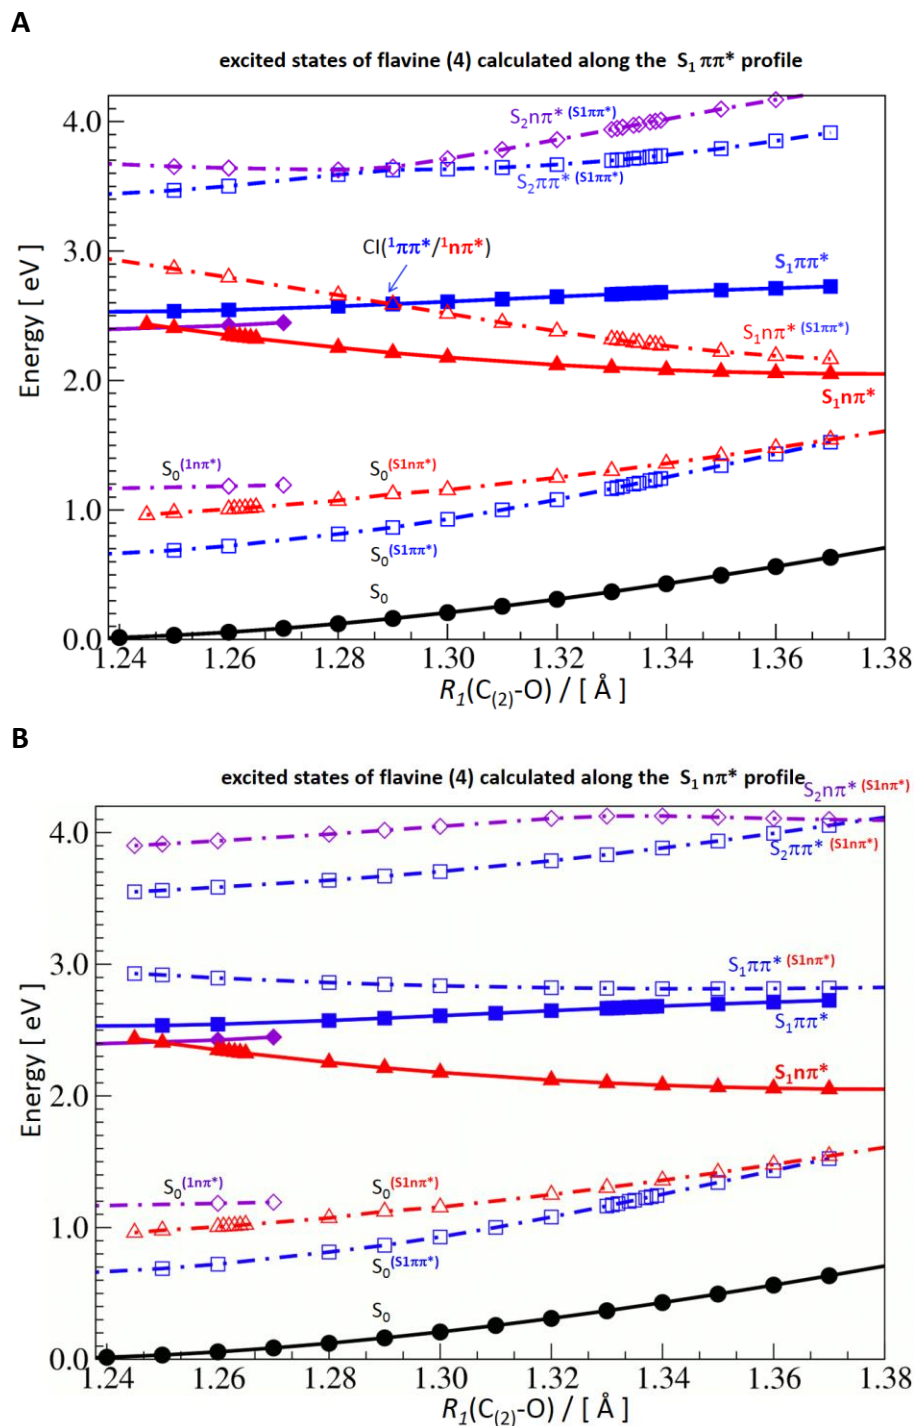 A
excited states of flavine (4) calculated along the S₁ ππ* profile
4.0
S₂nπ* (S1ππ*)
S₂ππ* (S1ππ*)
3.0
CI(¹ππ*/¹nπ*)
S₁ππ*
S₁nπ* (S1ππ*)
2.0
S₁nπ*
S₀(1nπ*)
S₀(S1nπ*)
1.0
S₀(S1ππ*)
S₀
0.0
Energy [ eV]
1.24 1.26 1.28 1.30 1.32 1.34 1.36 1.38
R₁(C₍₂₎-O) / [ Å ]
B
excited states of flavine (4) calculated along the S₁ nπ* profile
S₂nπ* (S1nπ*)
4.0
S₂ππ* (S1nπ*)
3.0
S₁ππ* (S1nπ*)
S₁ππ*
S₁nπ*
2.0
S₀(1nπ*)
S₀(S1nπ*)
1.0
S₀(S1ππ*)
S₀
0.0
Energy [ eV]
1.24 1.26 1.28 1.30 1.32 1.34 1.36 1.38
R₁(C₍₂₎-O) / [ Å ]